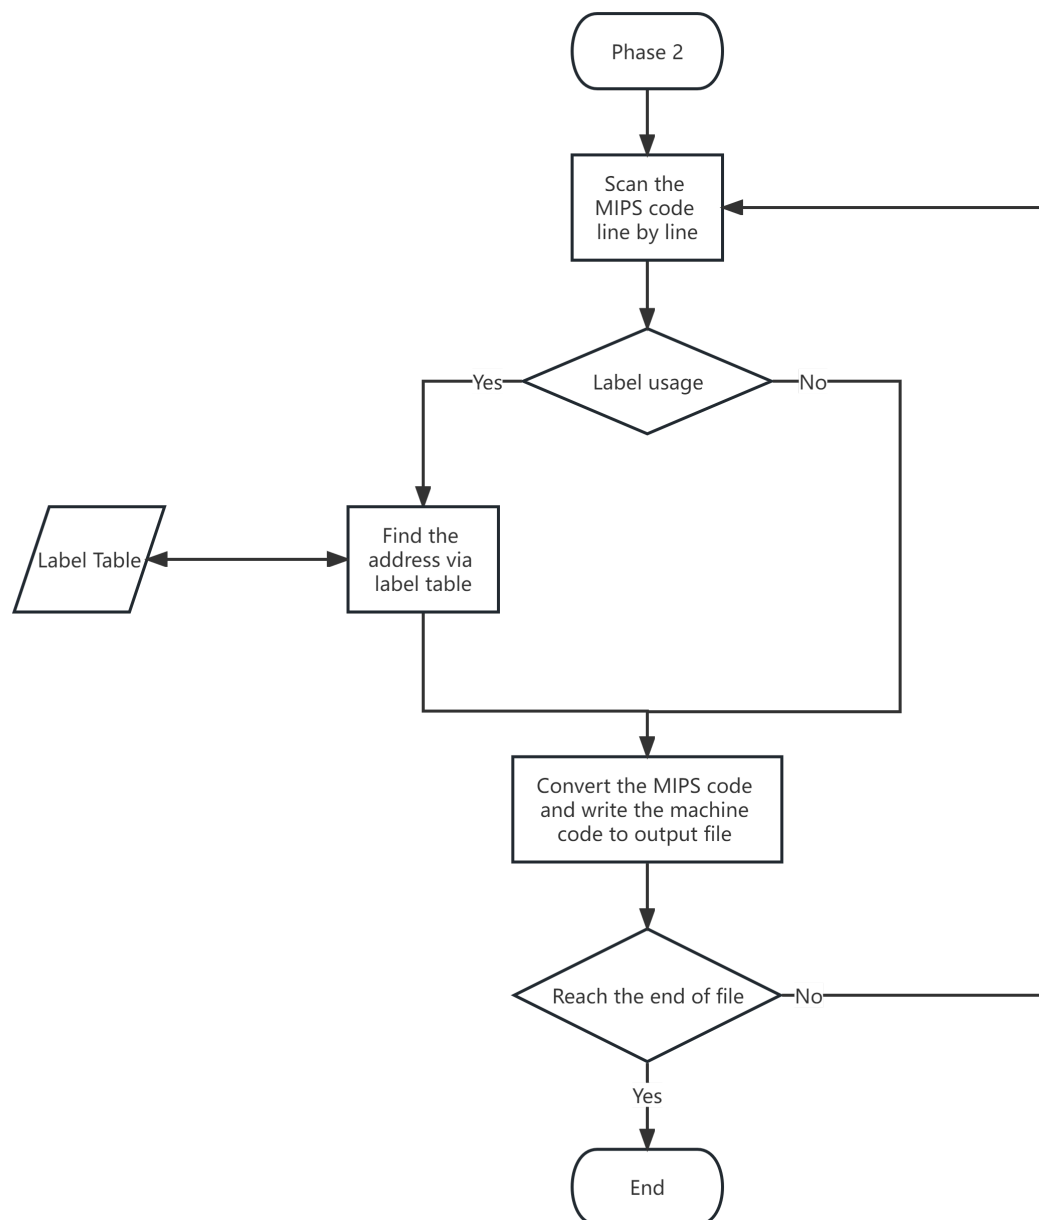 Phase 2
Scan the
MIPS code
line by line
Yes
Label usage
No
Label Table
Find the
address via
label table
Convert the MIPS code
and write the machine
code to output file
Reach the end of file
No
Yes
End